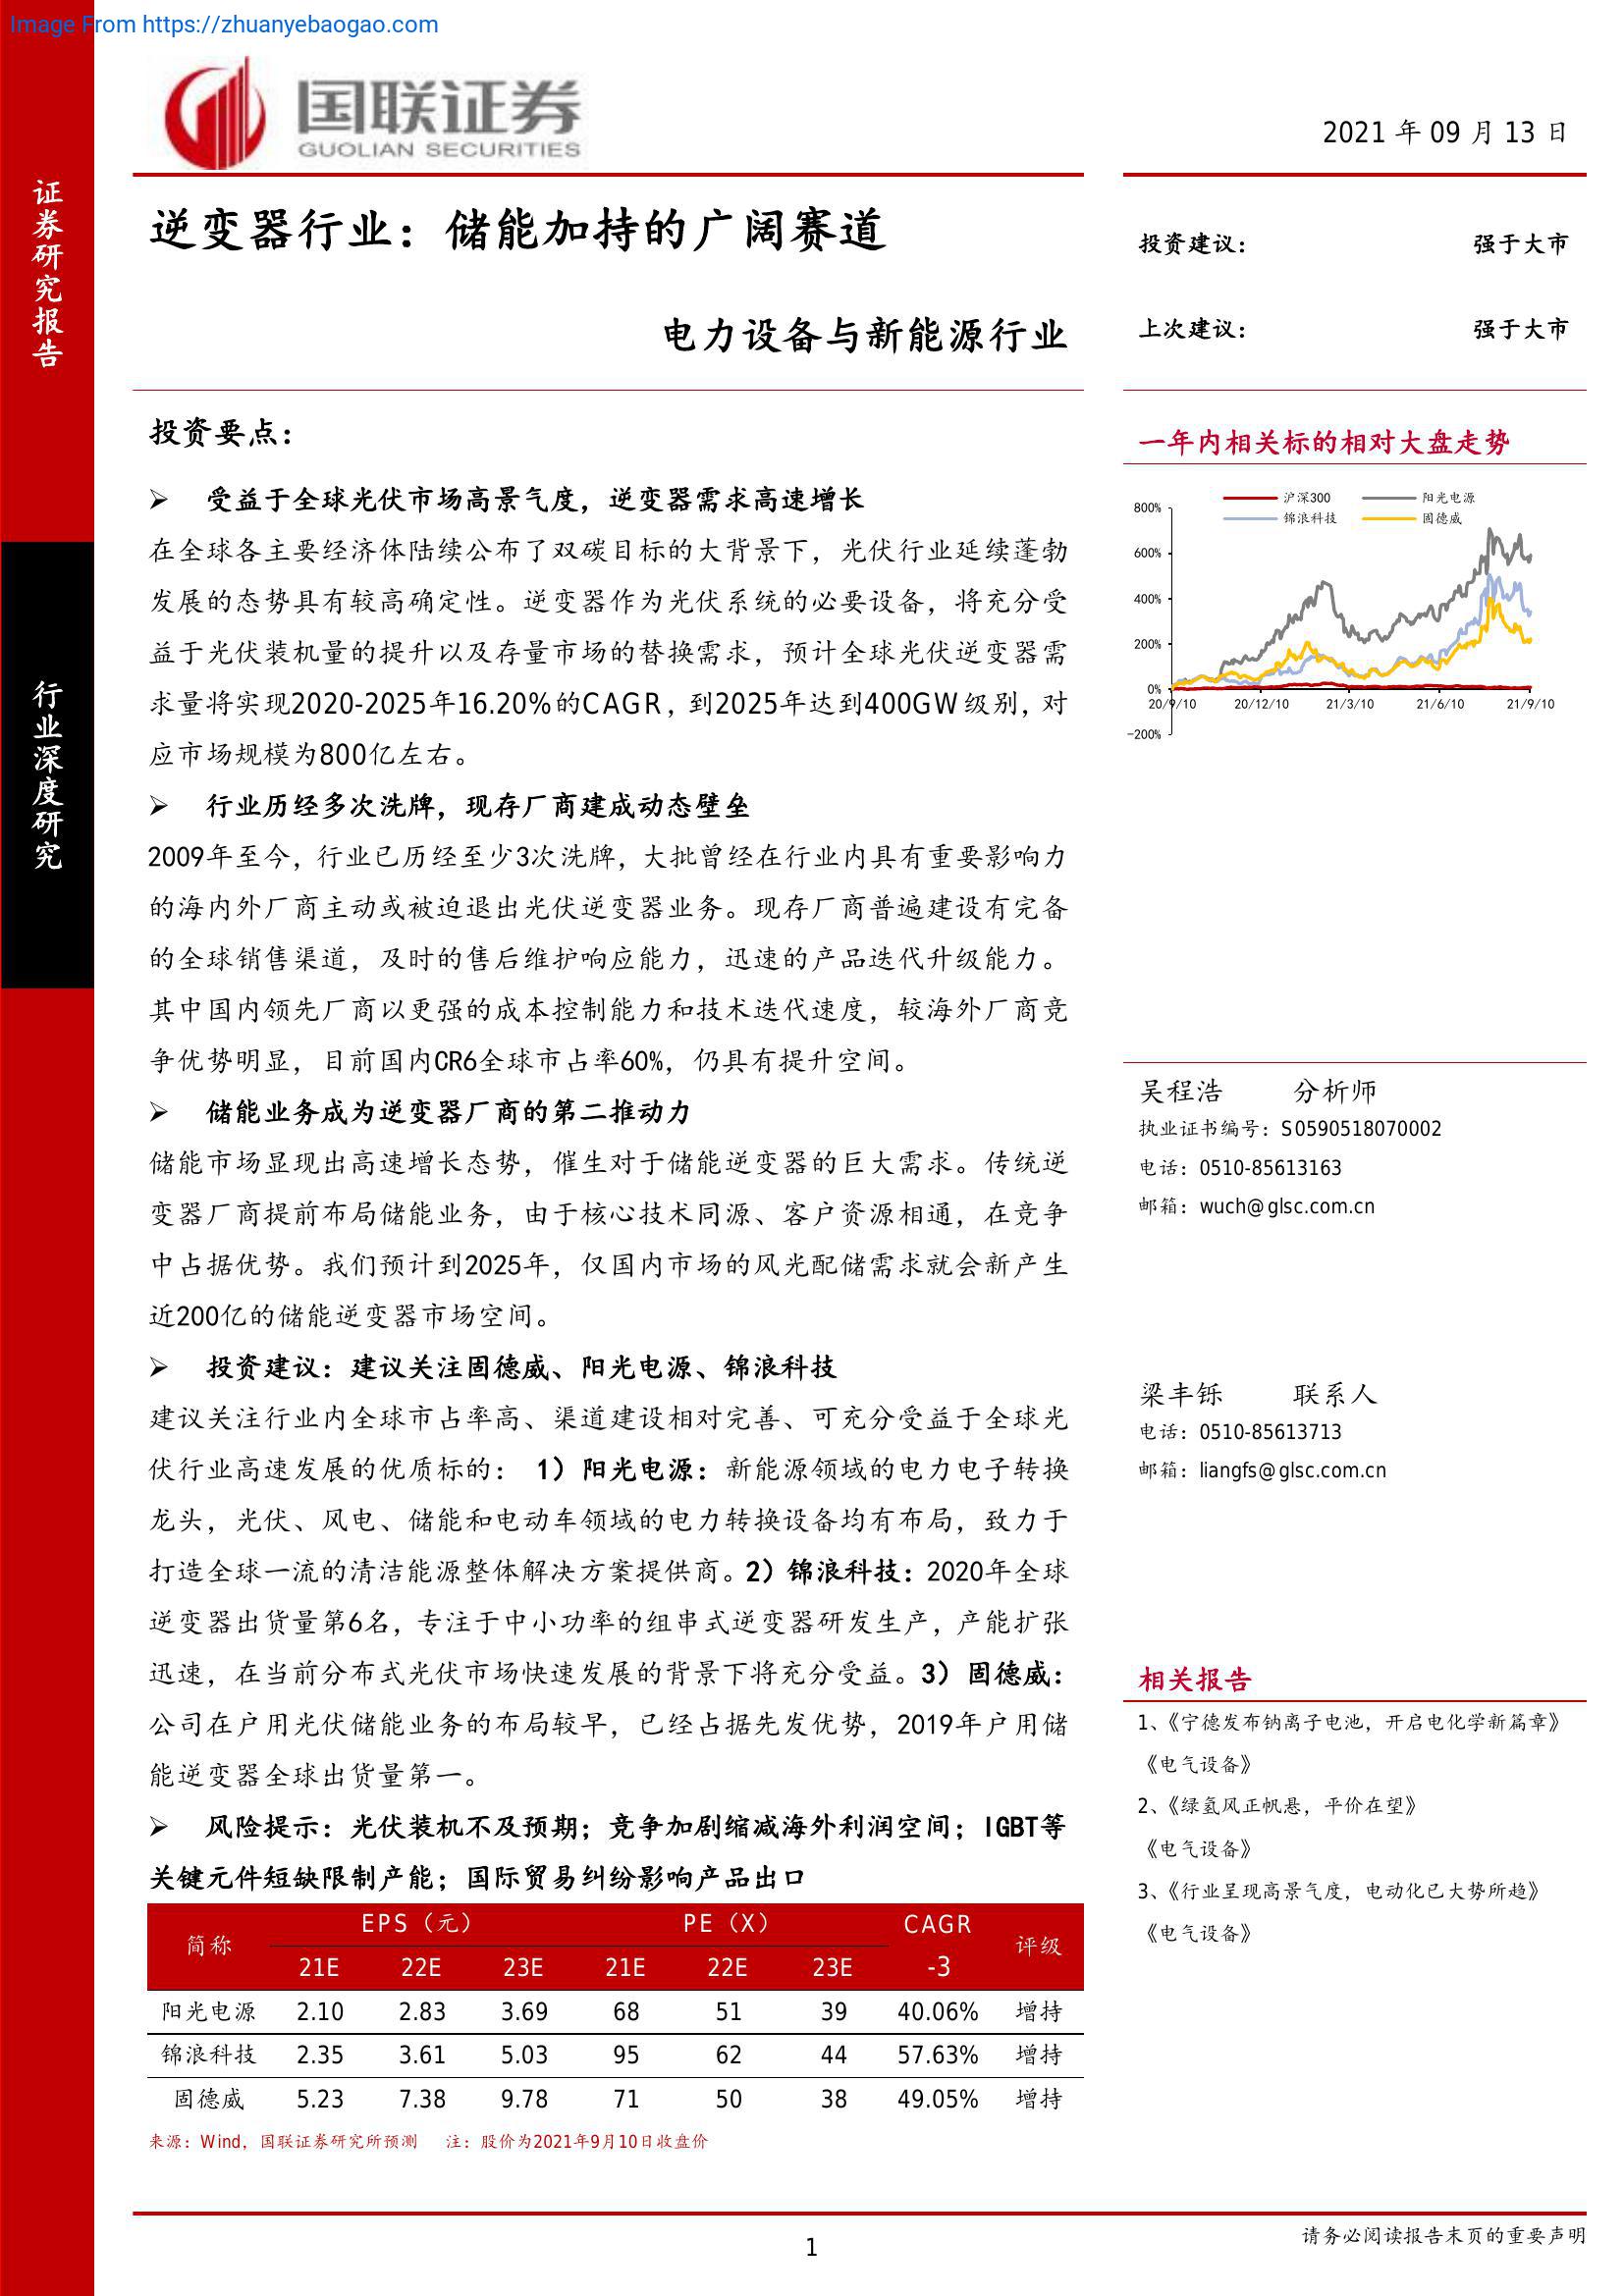 Image From https://zhuanyebaogao.com
国联证券
GUOLIAN SECURITIES
2021 年 09 月 13 日
证券研究报告
行业深度研究
逆变器行业：储能加持的广阔赛道
电力设备与新能源行业
投资建议： 强于大市
上次建议： 强于大市
投资要点：
➢ 受益于全球光伏市场高景气度，逆变器需求高速增长
在全球各主要经济体陆续公布了双碳目标的大背景下，光伏行业延续蓬勃
发展的态势具有较高确定性。逆变器作为光伏系统的必要设备，将充分受
益于光伏装机量的提升以及存量市场的替换需求，预计全球光伏逆变器需
求量将实现2020-2025年16.20%的CAGR，到2025年达到400GW级别，对
应市场规模为800亿左右。
➢ 行业历经多次洗牌，现存厂商建成动态壁垒
2009年至今，行业已历经至少3次洗牌，大批曾经在行业内具有重要影响力
的海内外厂商主动或被迫退出光伏逆变器业务。现存厂商普遍建设有完备
的全球销售渠道，及时的售后维护响应能力，迅速的产品迭代升级能力。
其中国内领先厂商以更强的成本控制能力和技术迭代速度，较海外厂商竞
争优势明显，目前国内CR6全球市占率60%，仍具有提升空间。
➢ 储能业务成为逆变器厂商的第二推动力
储能市场显现出高速增长态势，催生对于储能逆变器的巨大需求。传统逆
变器厂商提前布局储能业务，由于核心技术同源、客户资源相通，在竞争
中占据优势。我们预计到2025年，仅国内市场的风光配储需求就会新产生
近200亿的储能逆变器市场空间。
➢ 投资建议：建议关注固德威、阳光电源、锦浪科技
建议关注行业内全球市占率高、渠道建设相对完善、可充分受益于全球光
伏行业高速发展的优质标的： 1）阳光电源：新能源领域的电力电子转换
龙头，光伏、风电、储能和电动车领域的电力转换设备均有布局，致力于
打造全球一流的清洁能源整体解决方案提供商。2）锦浪科技：2020年全球
逆变器出货量第6名，专注于中小功率的组串式逆变器研发生产，产能扩张
迅速，在当前分布式光伏市场快速发展的背景下将充分受益。3）固德威：
公司在户用光伏储能业务的布局较早，已经占据先发优势，2019年户用储
能逆变器全球出货量第一。
➢ 风险提示：光伏装机不及预期；竞争加剧缩减海外利润空间；IGBT等
关键元件短缺限制产能；国际贸易纠纷影响产品出口
简称 EPS（元） PE（X） CAGR 评级
21E 22E 23E 21E 22E 23E -3
阳光电源 2.10 2.83 3.69 68 51 39 40.06% 增持
锦浪科技 2.35 3.61 5.03 95 62 44 57.63% 增持
固德威 5.23 7.38 9.78 71 50 38 49.05% 增持
来源：Wind，国联证券研究所预测 注：股价为2021年9月10日收盘价
一年内相关标的相对大盘走势
沪深300 阳光电源
锦浪科技 固德威
800%
600%
400%
200%
0%
-200%
20/9/10 20/12/10 21/3/10 21/6/10 21/9/10
吴程浩 分析师
执业证书编号：S0590518070002
电话：0510-85613163
邮箱：wuch@glsc.com.cn
梁丰铄 联系人
电话：0510-85613713
邮箱：liangfs@glsc.com.cn
相关报告
1、《宁德发布钠离子电池，开启电化学新篇章》
《电气设备》
2、《绿氢风正帆悬，平价在望》
《电气设备》
3、《行业呈现高景气度，电动化已大势所趋》
《电气设备》
1
请务必阅读报告末页的重要声明